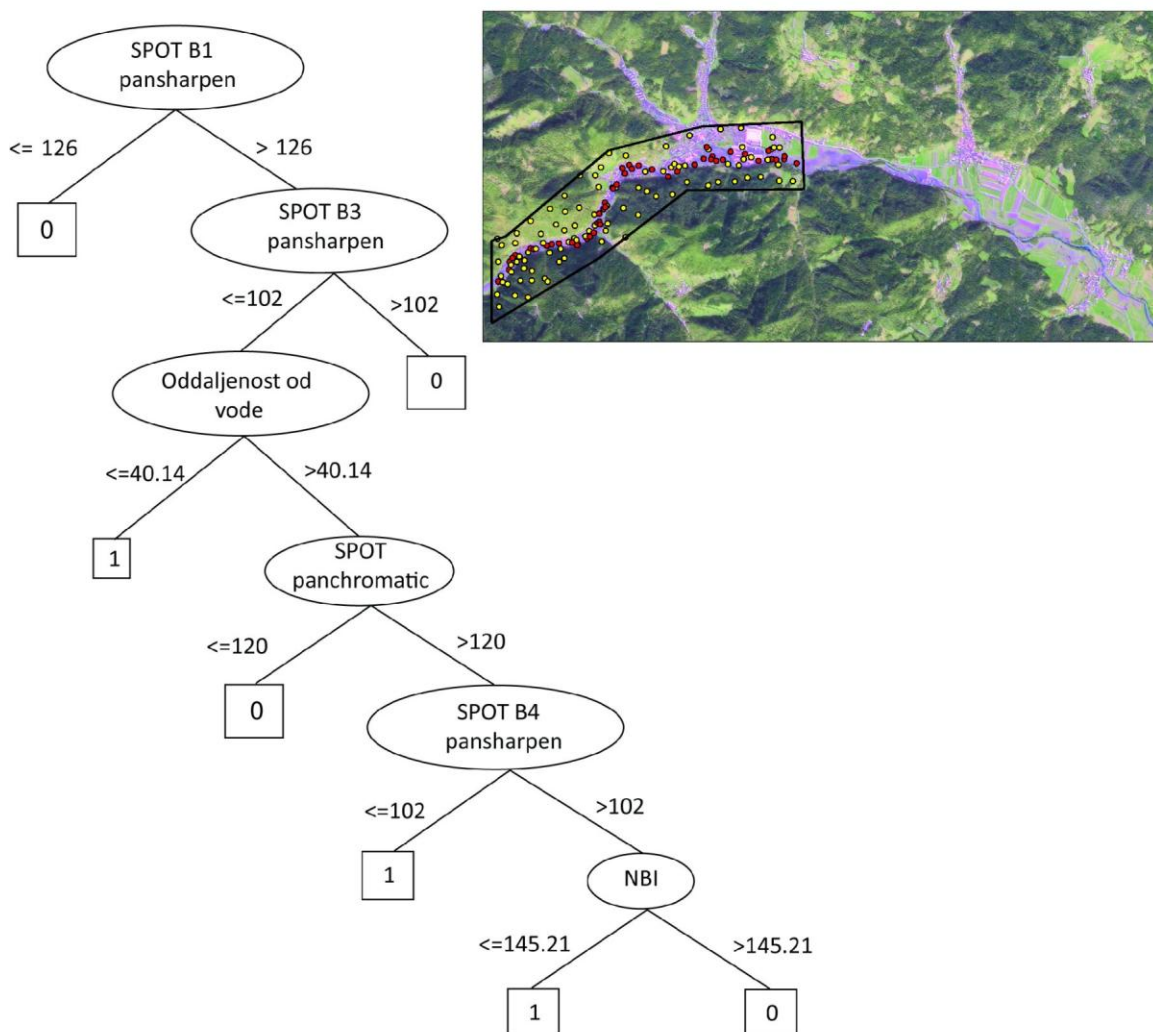 SPOT B1
pansharpen
<= 126
> 126
0
SPOT B3
pansharpen
<=102
>102
Oddaljenost od
vode
0
<=40.14
>40.14
1
SPOT
panchromatic
<=120
>120
0
SPOT B4
pansharpen
<=102
>102
1
NBI
<=145.21
>145.21
1
0